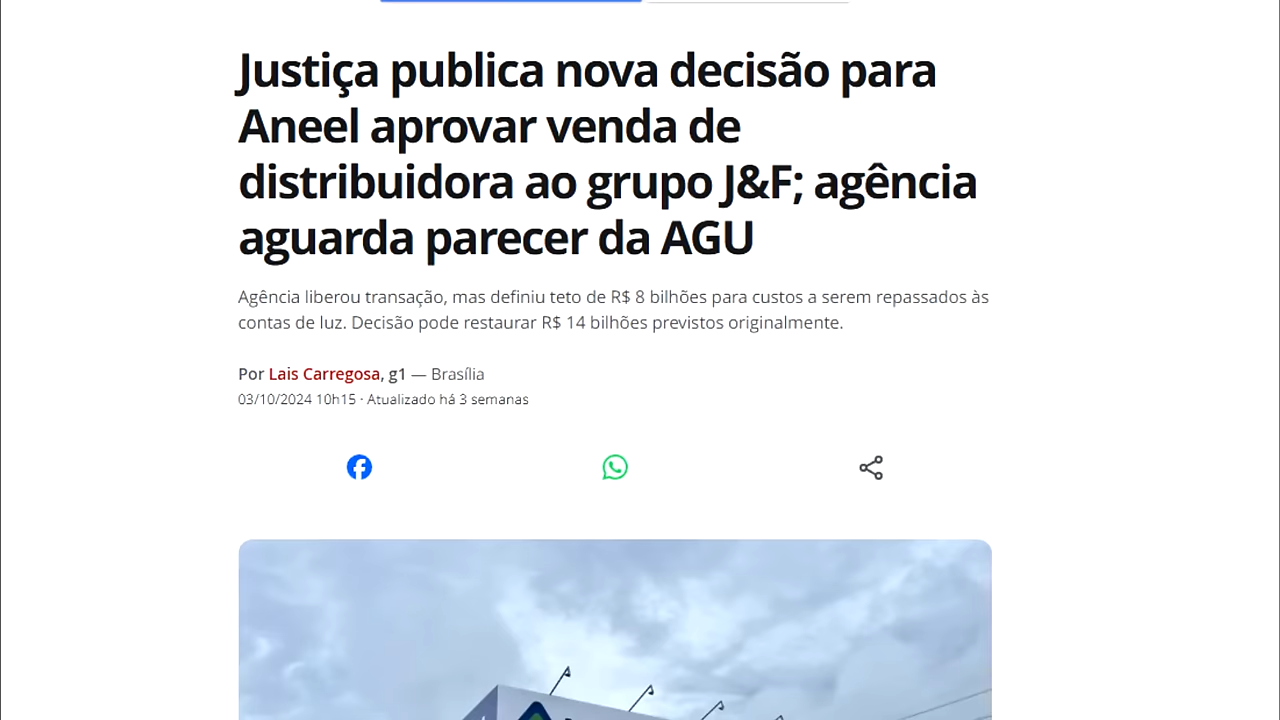 Justiça publica nova decisão para
Aneel aprovar venda de
distribuidora ao grupo J&F; agência
aguarda parecer da AGU
Agência liberou transação, mas definiu teto de R$ 8 bilhões para custos a serem repassados às
contas de luz. Decisão pode restaurar R$ 14 bilhões previstos originalmente.
Por Lais Carregosa, g1 — Brasília
03/10/2024 10h15 · Atualizado há 3 semanas